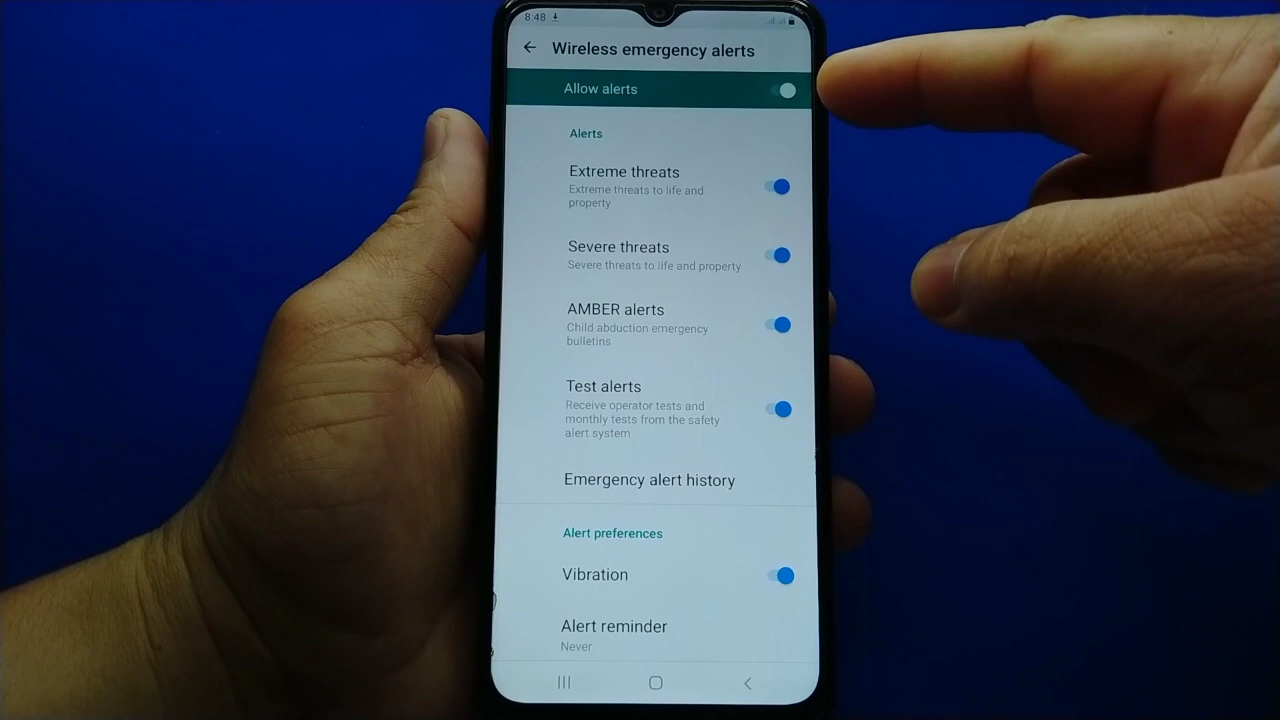 8:48
Wireless emergency alerts
Allow alerts
Alerts
Extreme threats
Extreme threats to life and
property
Severe threats
Severe threats to life and property
AMBER alerts
Child abduction emergency
bulletins
Test alerts
Receive operator tests and
monthly tests from the safety
alert system
Emergency alert history
Alert preferences
Vibration
Alert reminder
Never